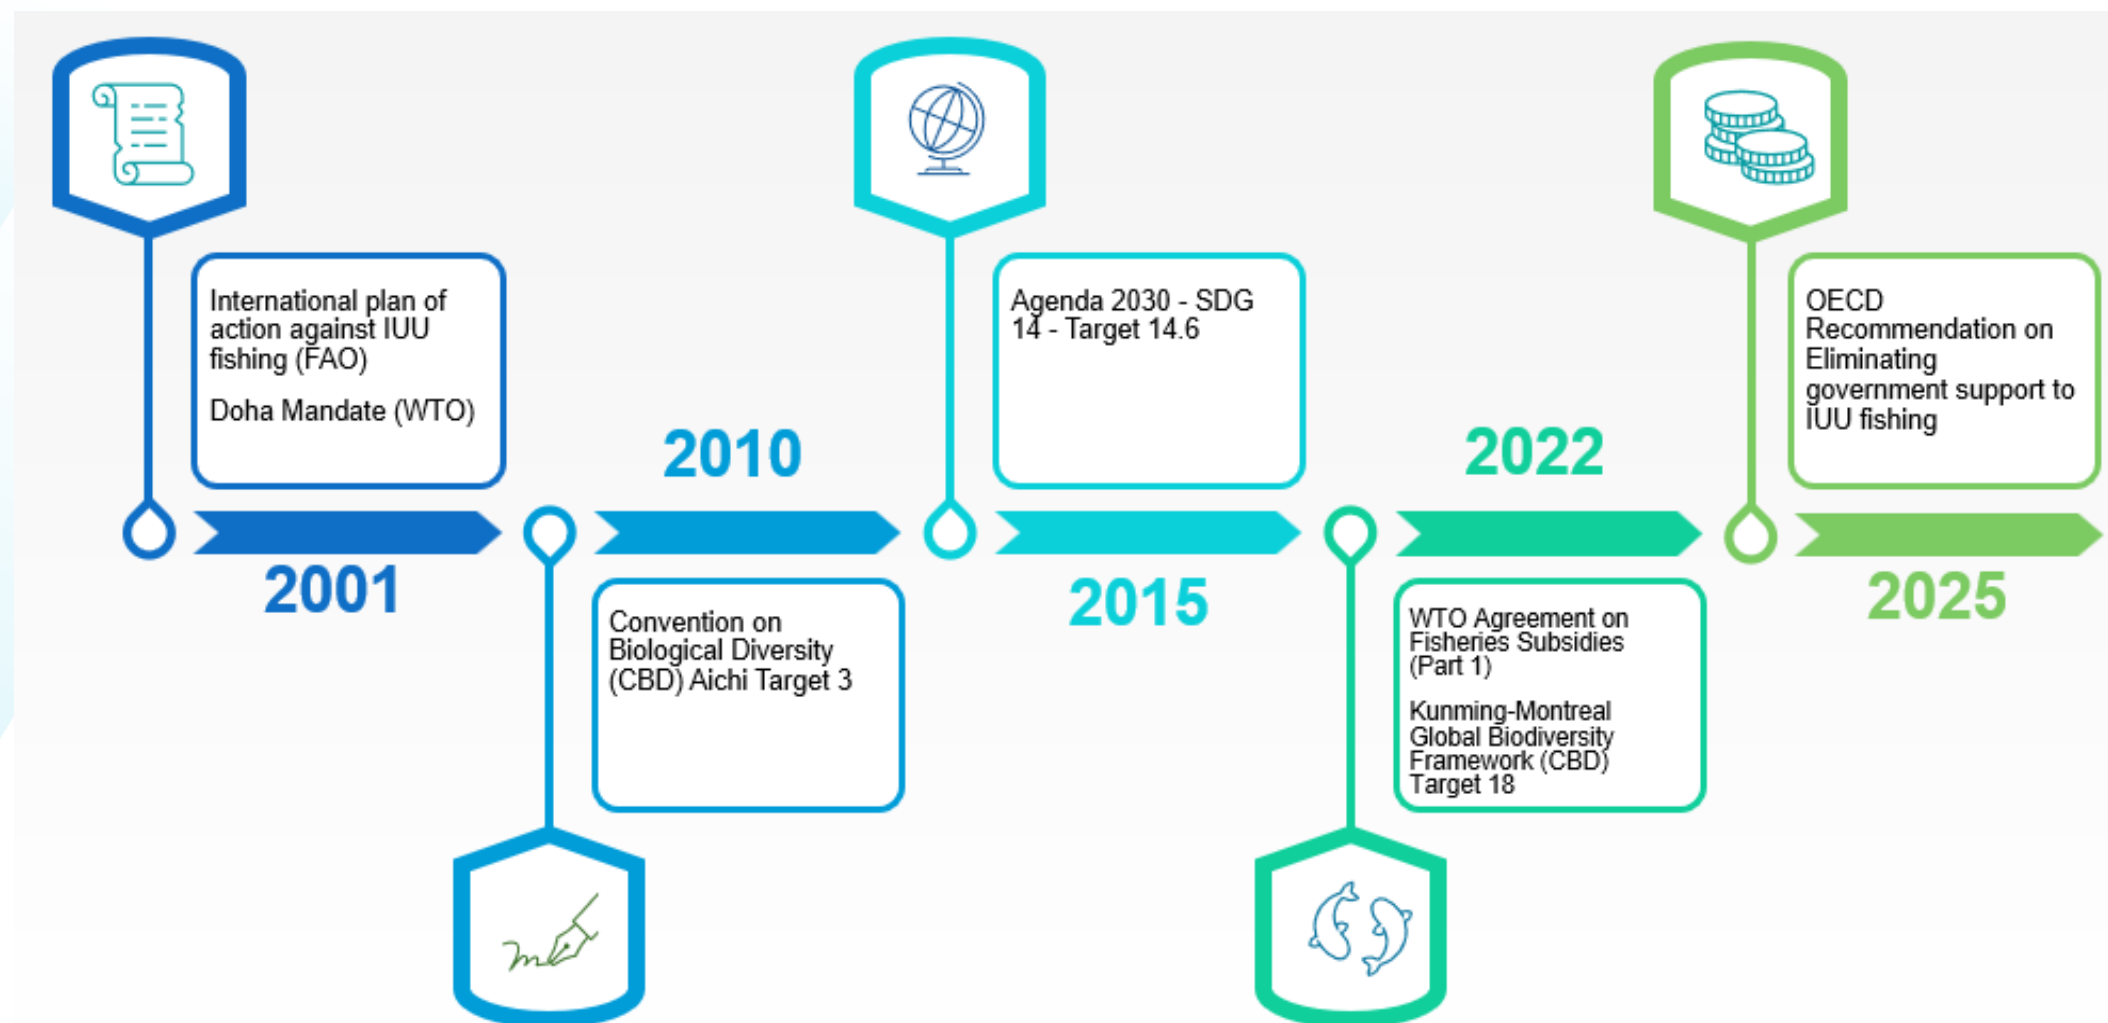 International plan of
action against IUU
fishing (FAO)
Doha Mandate (WTO)
2001
2010
Convention on
Biological Diversity
(CBD) Aichi Target 3
Agenda 2030 - SDG
14 - Target 14.6
2015
2022
WTO Agreement on
Fisheries Subsidies
(Part 1)
Kunming-Montreal
Global Biodiversity
Framework (CBD)
Target 18
OECD
Recommendation on
Eliminating
government support to
IUU fishing
2025